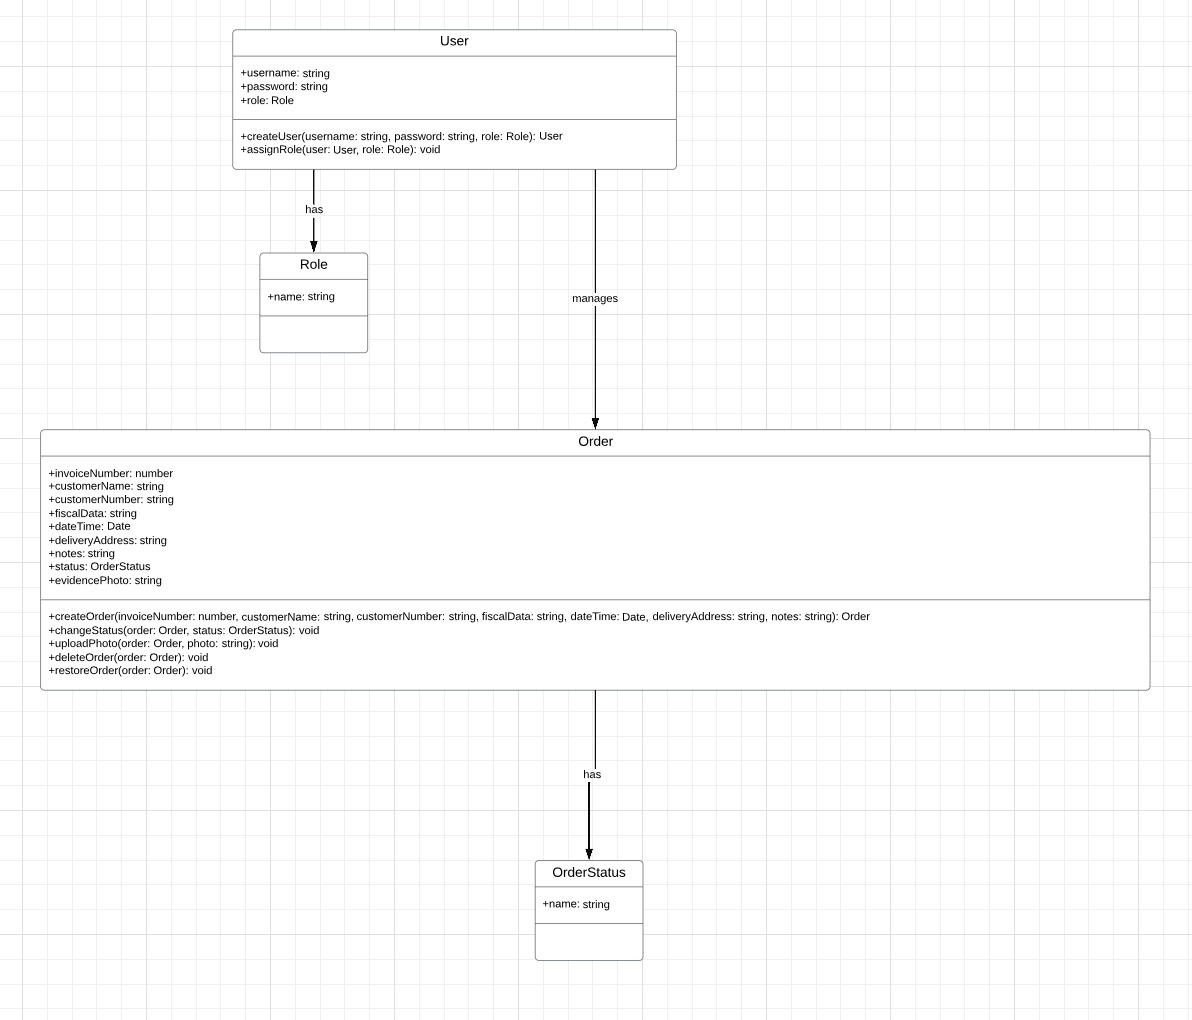 User
+username: string
+password: string
+role: Role
+createUser(username: string, password: string, role: Role): User
+assignRole(user: User, role: Role): void
has
Role
+name: string
manages
Order
+invoiceNumber: number
+customerName: string
+customerNumber: string
+fiscalData: string
+dateTime: Date
+deliveryAddress: string
+notes: string
+status: OrderStatus
+evidencePhoto: string
+createOrder(invoiceNumber: number, customerName: string, customerNumber: string, fiscalData: string, dateTime: Date, deliveryAddress: string, notes: string): Order
+changeStatus(order: Order, status: OrderStatus): void
+uploadPhoto(order: Order, photo: string): void
+deleteOrder(order: Order): void
+restoreOrder(order: Order): void
has
OrderStatus
+name: string